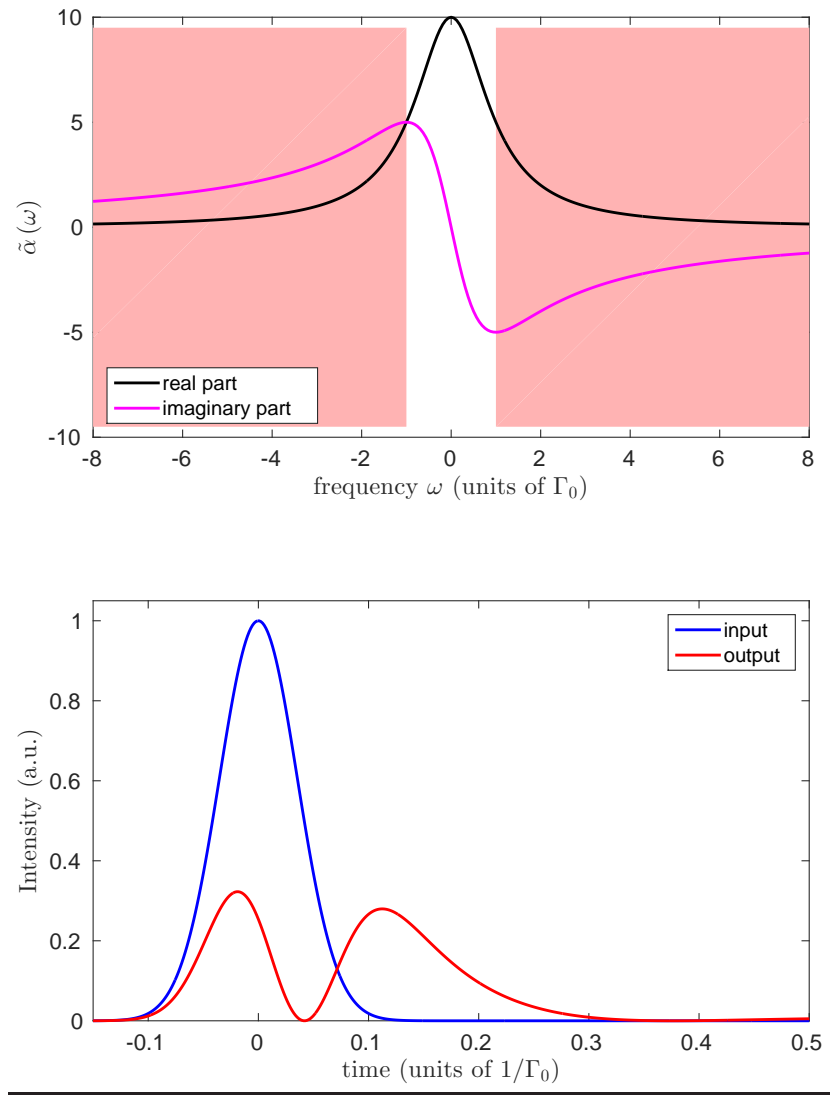 10
5
0
-5
-10
α̃ (ω)
real part
imaginary part
-8 -6 -4 -2 0 2 4 6 8
frequency ω (units of Γ₀)
1
0.8
0.6
0.4
0.2
0
Intensity (a.u.)
input
output
-0.1 0 0.1 0.2 0.3 0.4 0.5
time (units of 1/Γ₀)